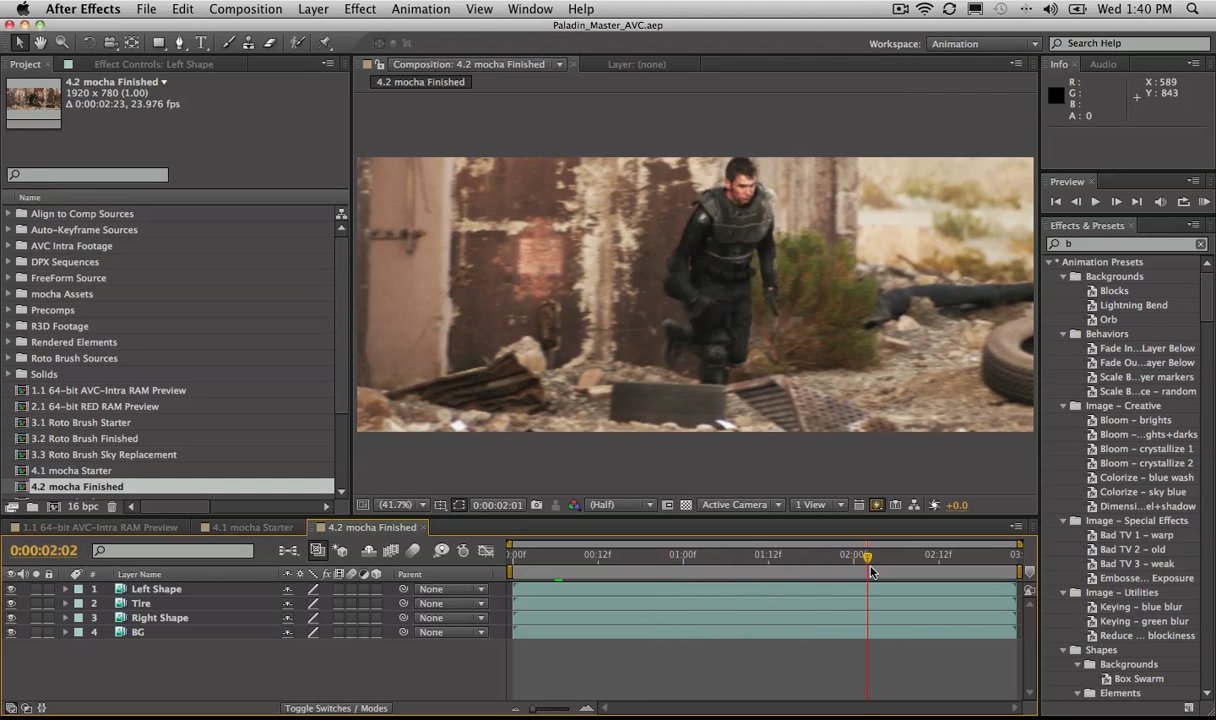 After Effects File Edit Composition Layer Effect Animation View Window Help Wed 1:40 PM
Paladin_Master_AVC.aep
Workspace: Animation Search Help
Project Effect Controls: Left Shape
Composition: 4.2 mocha Finished Layer: (none)
Info Audio
4.2 mocha Finished
1920 x 780 (1.00)
Δ 0:00:02:23, 23.976 fps
4.2 mocha Finished
R : X : 589
G : Y : 843
B :
A : 0
Preview
Name
Align to Comp Sources
Auto-Keyframe Sources
AVC Intra Footage
DPX Sequences
FreeForm Source
mocha Assets
Precomps
R3D Footage
Rendered Elements
Roto Brush Sources
Solids
1.1 64-bit AVC-Intra RAM Preview
2.1 64-bit RED RAM Preview
3.1 Roto Brush Starter
3.2 Roto Brush Finished
3.3 Roto Brush Sky Replacement
4.1 mocha Starter
4.2 mocha Finished
16 bpc
(41.7%) 0:00:02:01 (Half) Active Camera 1 View +0.0
Effects & Presets
b
* Animation Presets
Backgrounds
Blocks
Lightning Bend
Orb
Behaviors
Fade In...Layer Below
Fade Ou...Layer Below
Scale B...yer markers
Scale B...ce - random
Image - Creative
Bloom - brights
Bloom - ...ghts+darks
Bloom - crystallize 1
Bloom - crystallize 2
Colorize - blue wash
Colorize - sky blue
Dimensi...el+shadow
Image - Special Effects
Bad TV 1 - warp
Bad TV 2 - old
Bad TV 3 - weak
Embosse... Exposure
Image - Utilities
Keying - blue blur
Keying - green blur
Reduce ... blockiness
Shapes
Backgrounds
Box Swarm
Elements
1.1 64-bit AVC-Intra RAM Preview 4.1 mocha Starter 4.2 mocha Finished
0:00:02:02
:00f 00:12f 01:00f 01:12f 02:00f 02:12f 03:
# Layer Name Parent
1 Left Shape None
2 Tire None
3 Right Shape None
4 BG None
Toggle Switches / Modes